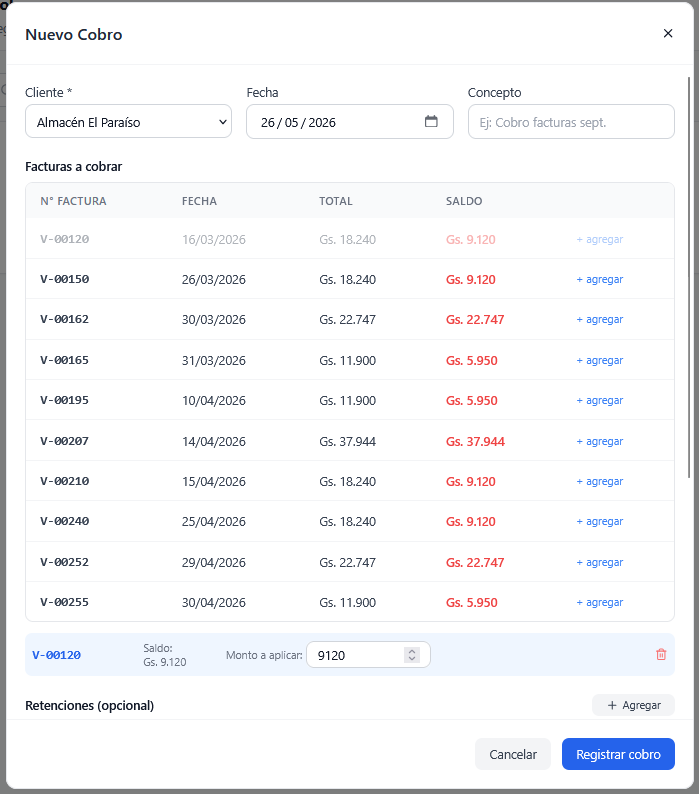 Nuevo Cobro
Cliente * Fecha Concepto
Almacén El Paraíso 26 / 05 / 2026 Ej: Cobro facturas sept.
Facturas a cobrar
N° FACTURA FECHA TOTAL SALDO
V-00120 16/03/2026 Gs. 18.240 Gs. 9.120 + agregar
V-00150 26/03/2026 Gs. 18.240 Gs. 9.120 + agregar
V-00162 30/03/2026 Gs. 22.747 Gs. 22.747 + agregar
V-00165 31/03/2026 Gs. 11.900 Gs. 5.950 + agregar
V-00195 10/04/2026 Gs. 11.900 Gs. 5.950 + agregar
V-00207 14/04/2026 Gs. 37.944 Gs. 37.944 + agregar
V-00210 15/04/2026 Gs. 18.240 Gs. 9.120 + agregar
V-00240 25/04/2026 Gs. 18.240 Gs. 9.120 + agregar
V-00252 29/04/2026 Gs. 22.747 Gs. 22.747 + agregar
V-00255 30/04/2026 Gs. 11.900 Gs. 5.950 + agregar
V-00120 Saldo: Gs. 9.120 Monto a aplicar: 9120
Retenciones (opcional) + Agregar
Cancelar Registrar cobro